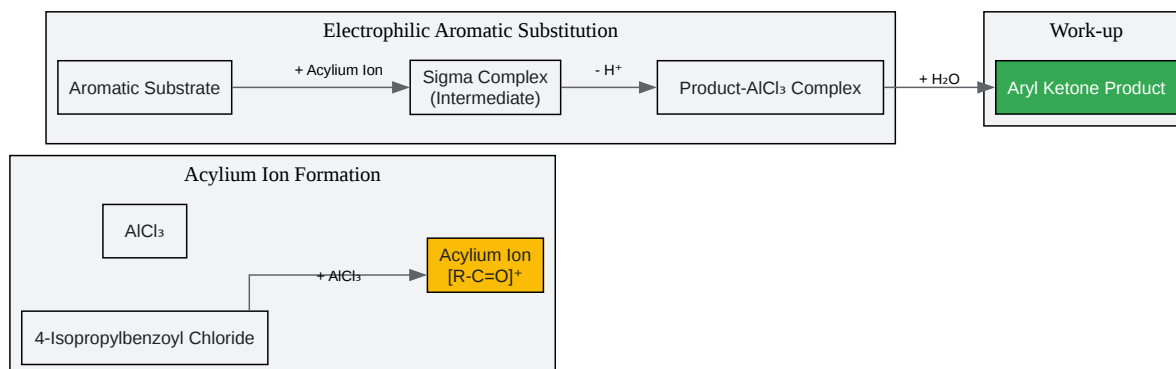 Electrophilic Aromatic Substitution
Work-up
Aromatic Substrate
+ Acylium Ion
Sigma Complex
(Intermediate)
- H⁺
Product-AlCl₃ Complex
+ H₂O
Aryl Ketone Product
Acylium Ion Formation
AlCl₃
4-Isopropylbenzoyl Chloride
+ AlCl₃
Acylium Ion
[R-C=O]⁺